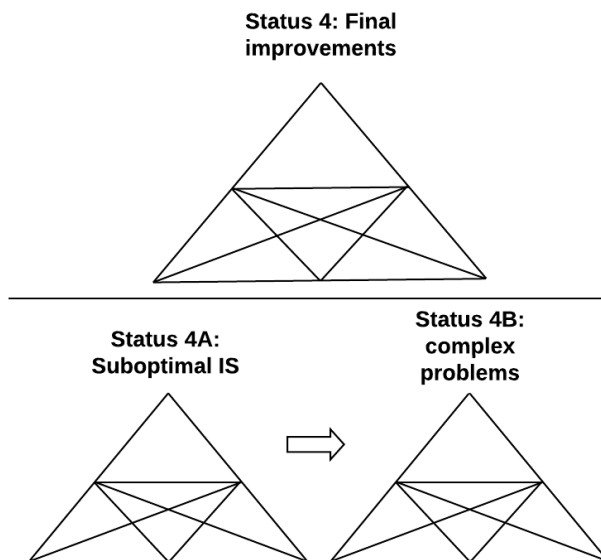 Status 4: Final
improvements
Status 4A:
Suboptimal IS
Status 4B:
complex
problems